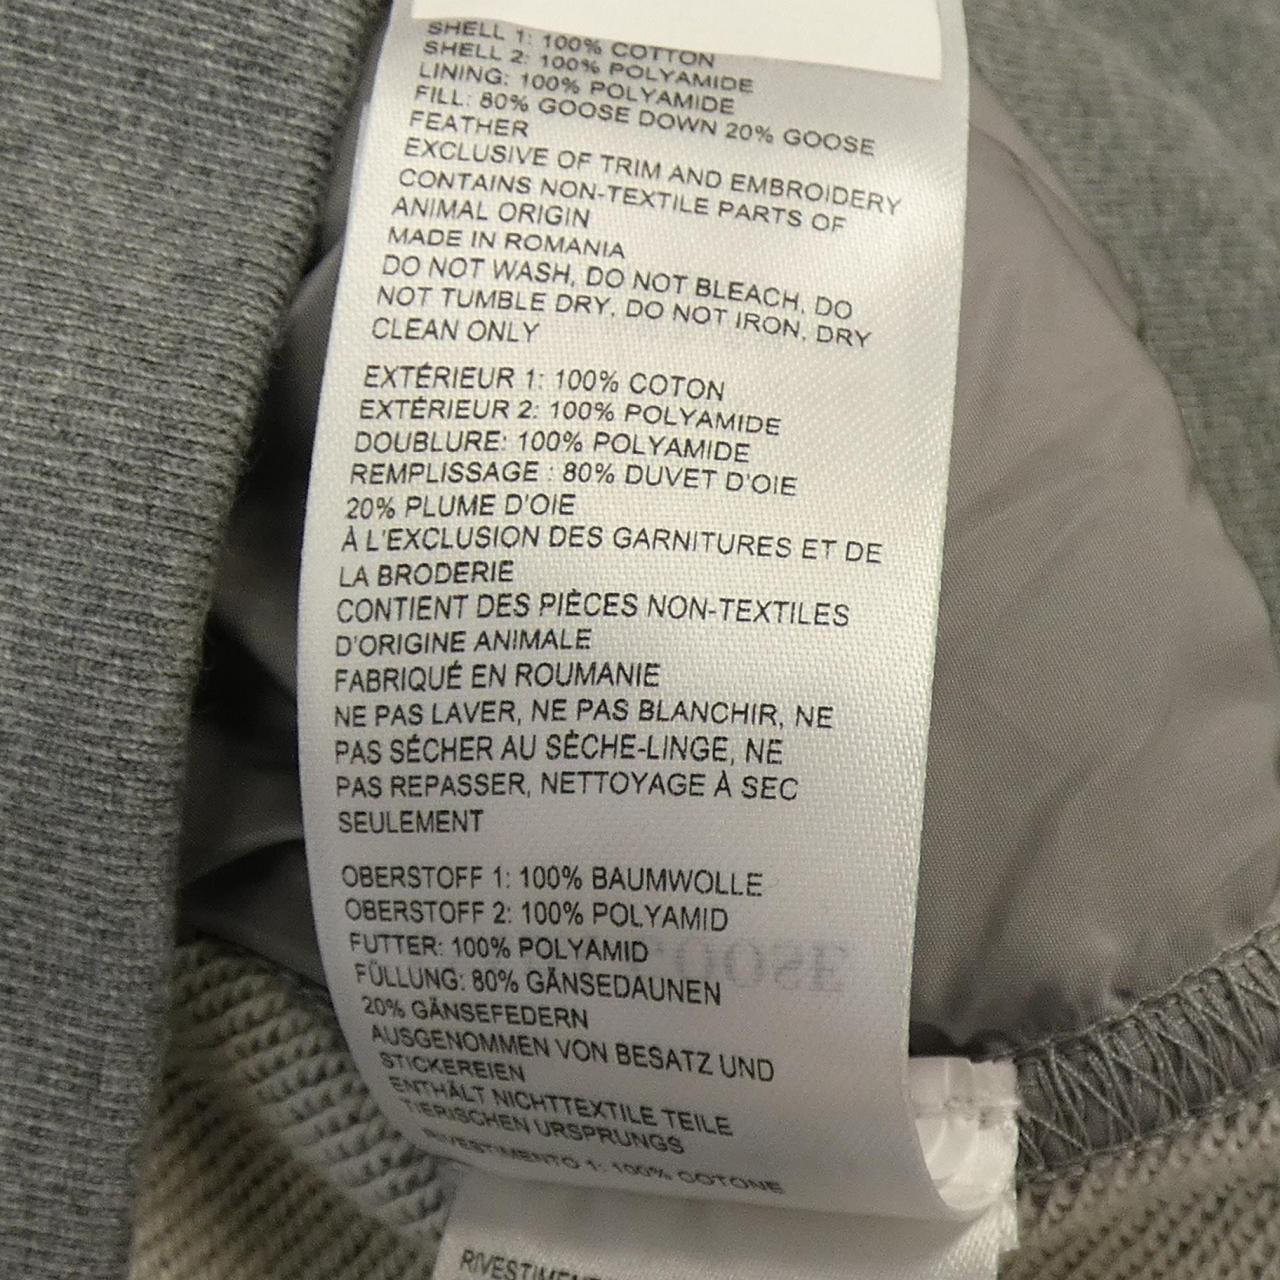 SHELL 1: 100% COTTON
SHELL 2: 100% POLYAMIDE
LINING: 100% POLYAMIDE
FILL: 80% GOOSE DOWN 20% GOOSE
FEATHER
EXCLUSIVE OF TRIM AND EMBROIDERY
CONTAINS NON-TEXTILE PARTS OF
ANIMAL ORIGIN
MADE IN ROMANIA
DO NOT WASH, DO NOT BLEACH, DO
NOT TUMBLE DRY, DO NOT IRON, DRY
CLEAN ONLY
EXTÉRIEUR 1: 100% COTON
EXTÉRIEUR 2: 100% POLYAMIDE
DOUBLURE: 100% POLYAMIDE
REMPLISSAGE : 80% DUVET D'OIE
20% PLUME D'OIE
À L'EXCLUSION DES GARNITURES ET DE
LA BRODERIE
CONTIENT DES PIÈCES NON-TEXTILES
D'ORIGINE ANIMALE
FABRIQUÉ EN ROUMANIE
NE PAS LAVER, NE PAS BLANCHIR, NE
PAS SÉCHER AU SÈCHE-LINGE, NE
PAS REPASSER, NETTOYAGE À SEC
SEULEMENT
OBERSTOFF 1: 100% BAUMWOLLE
OBERSTOFF 2: 100% POLYAMID
FUTTER: 100% POLYAMID
FÜLLUNG: 80% GÄNSEDAUNEN
20% GÄNSEFEDERN
AUSGENOMMEN VON BESATZ UND
STICKEREIEN
ENTHÄLT NICHTTEXTILE TEILE
TIERISCHEN URSPRUNGS
RIVESTIMENTO 1: 100% COTONE